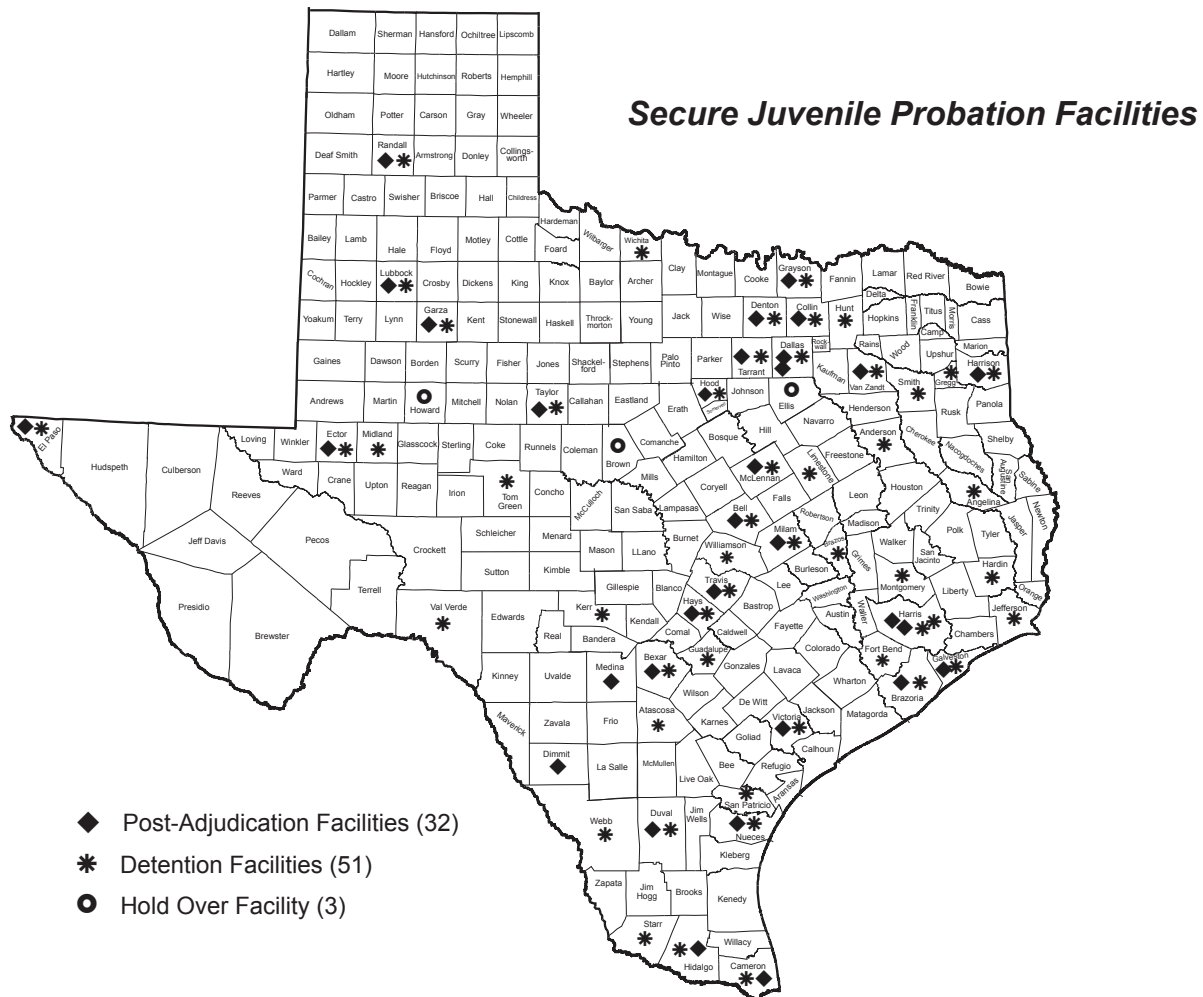 Secure Juvenile Probation Facilities
Dallam Sherman Hansford Ochiltree Lipscomb
Hartley Moore Hutchinson Roberts Hemphill
Oldham Potter Carson Gray Wheeler
Deaf Smith Randall Armstrong Donley Collings-
worth
Parmer Castro Swisher Briscoe Hall Childress
Hardeman
Bailey Lamb Hale Floyd Motley Cottle Foard Wilbarger Wichita
Clay Montague Cooke Grayson Fannin Lamar Red River Bowie
Cochran Hockley Lubbock Crosby Dickens King Knox Baylor Archer
Delta
Yoakum Terry Lynn Garza Kent Stonewall Haskell Throck-
morton Young Jack Wise Denton Collin Hunt Hopkins Franklin Titus Morris Cass
Camp
Gaines Dawson Borden Scurry Fisher Jones Shackel-
ford Stephens Palo
Pinto Parker Tarrant Dallas Rock-
wall Kaufman Rains Van Zandt Wood Upshur Marion
Harrison
Gregg
Andrews Martin Howard Mitchell Nolan Taylor Callahan Eastland Erath Hood Somervell Johnson Ellis Henderson Smith Rusk Panola
El Paso Hudspeth Culberson Loving Winkler Ector Midland Glasscock Sterling Coke Runnels Coleman Brown Comanche Hamilton Bosque Hill Navarro Anderson Cherokee Nacogdoches Shelby
Reeves Ward Crane Upton Reagan Irion Tom
Green Concho McCulloch Mills Coryell McLennan Limestone Freestone Houston Angelina San
Augustine Sabine
Jeff Davis Pecos Crockett Schleicher Menard San Saba Lampasas Bell Falls Robertson Leon Madison Trinity Polk Tyler Jasper Newton
Presidio Brewster Terrell Sutton Kimble Mason LLano Burnet Williamson Milam Brazos Burleson Grimes Walker San
Jacinto Hardin
Val Verde Edwards Kerr Gillespie Blanco Travis Lee Washington Montgomery Liberty Orange
Real Bandera Kendall Hays Comal Caldwell Bastrop Fayette Austin Waller Harris Chambers Jefferson
Kinney Uvalde Medina Bexar Guadalupe Gonzales Lavaca Colorado Fort Bend Galveston
Maverick Zavala Frio Atascosa Wilson Karnes De Witt Victoria Jackson Wharton Matagorda Brazoria
Dimmit La Salle McMullen Live Oak Bee Goliad Refugio Calhoun Aransas
Webb Duval Jim
Wells San Patricio
Nueces
Kleberg
Zapata Jim
Hogg Brooks Kenedy
Starr Hidalgo Willacy
Cameron
Post-Adjudication Facilities (32)
Detention Facilities (51)
Hold Over Facility (3)